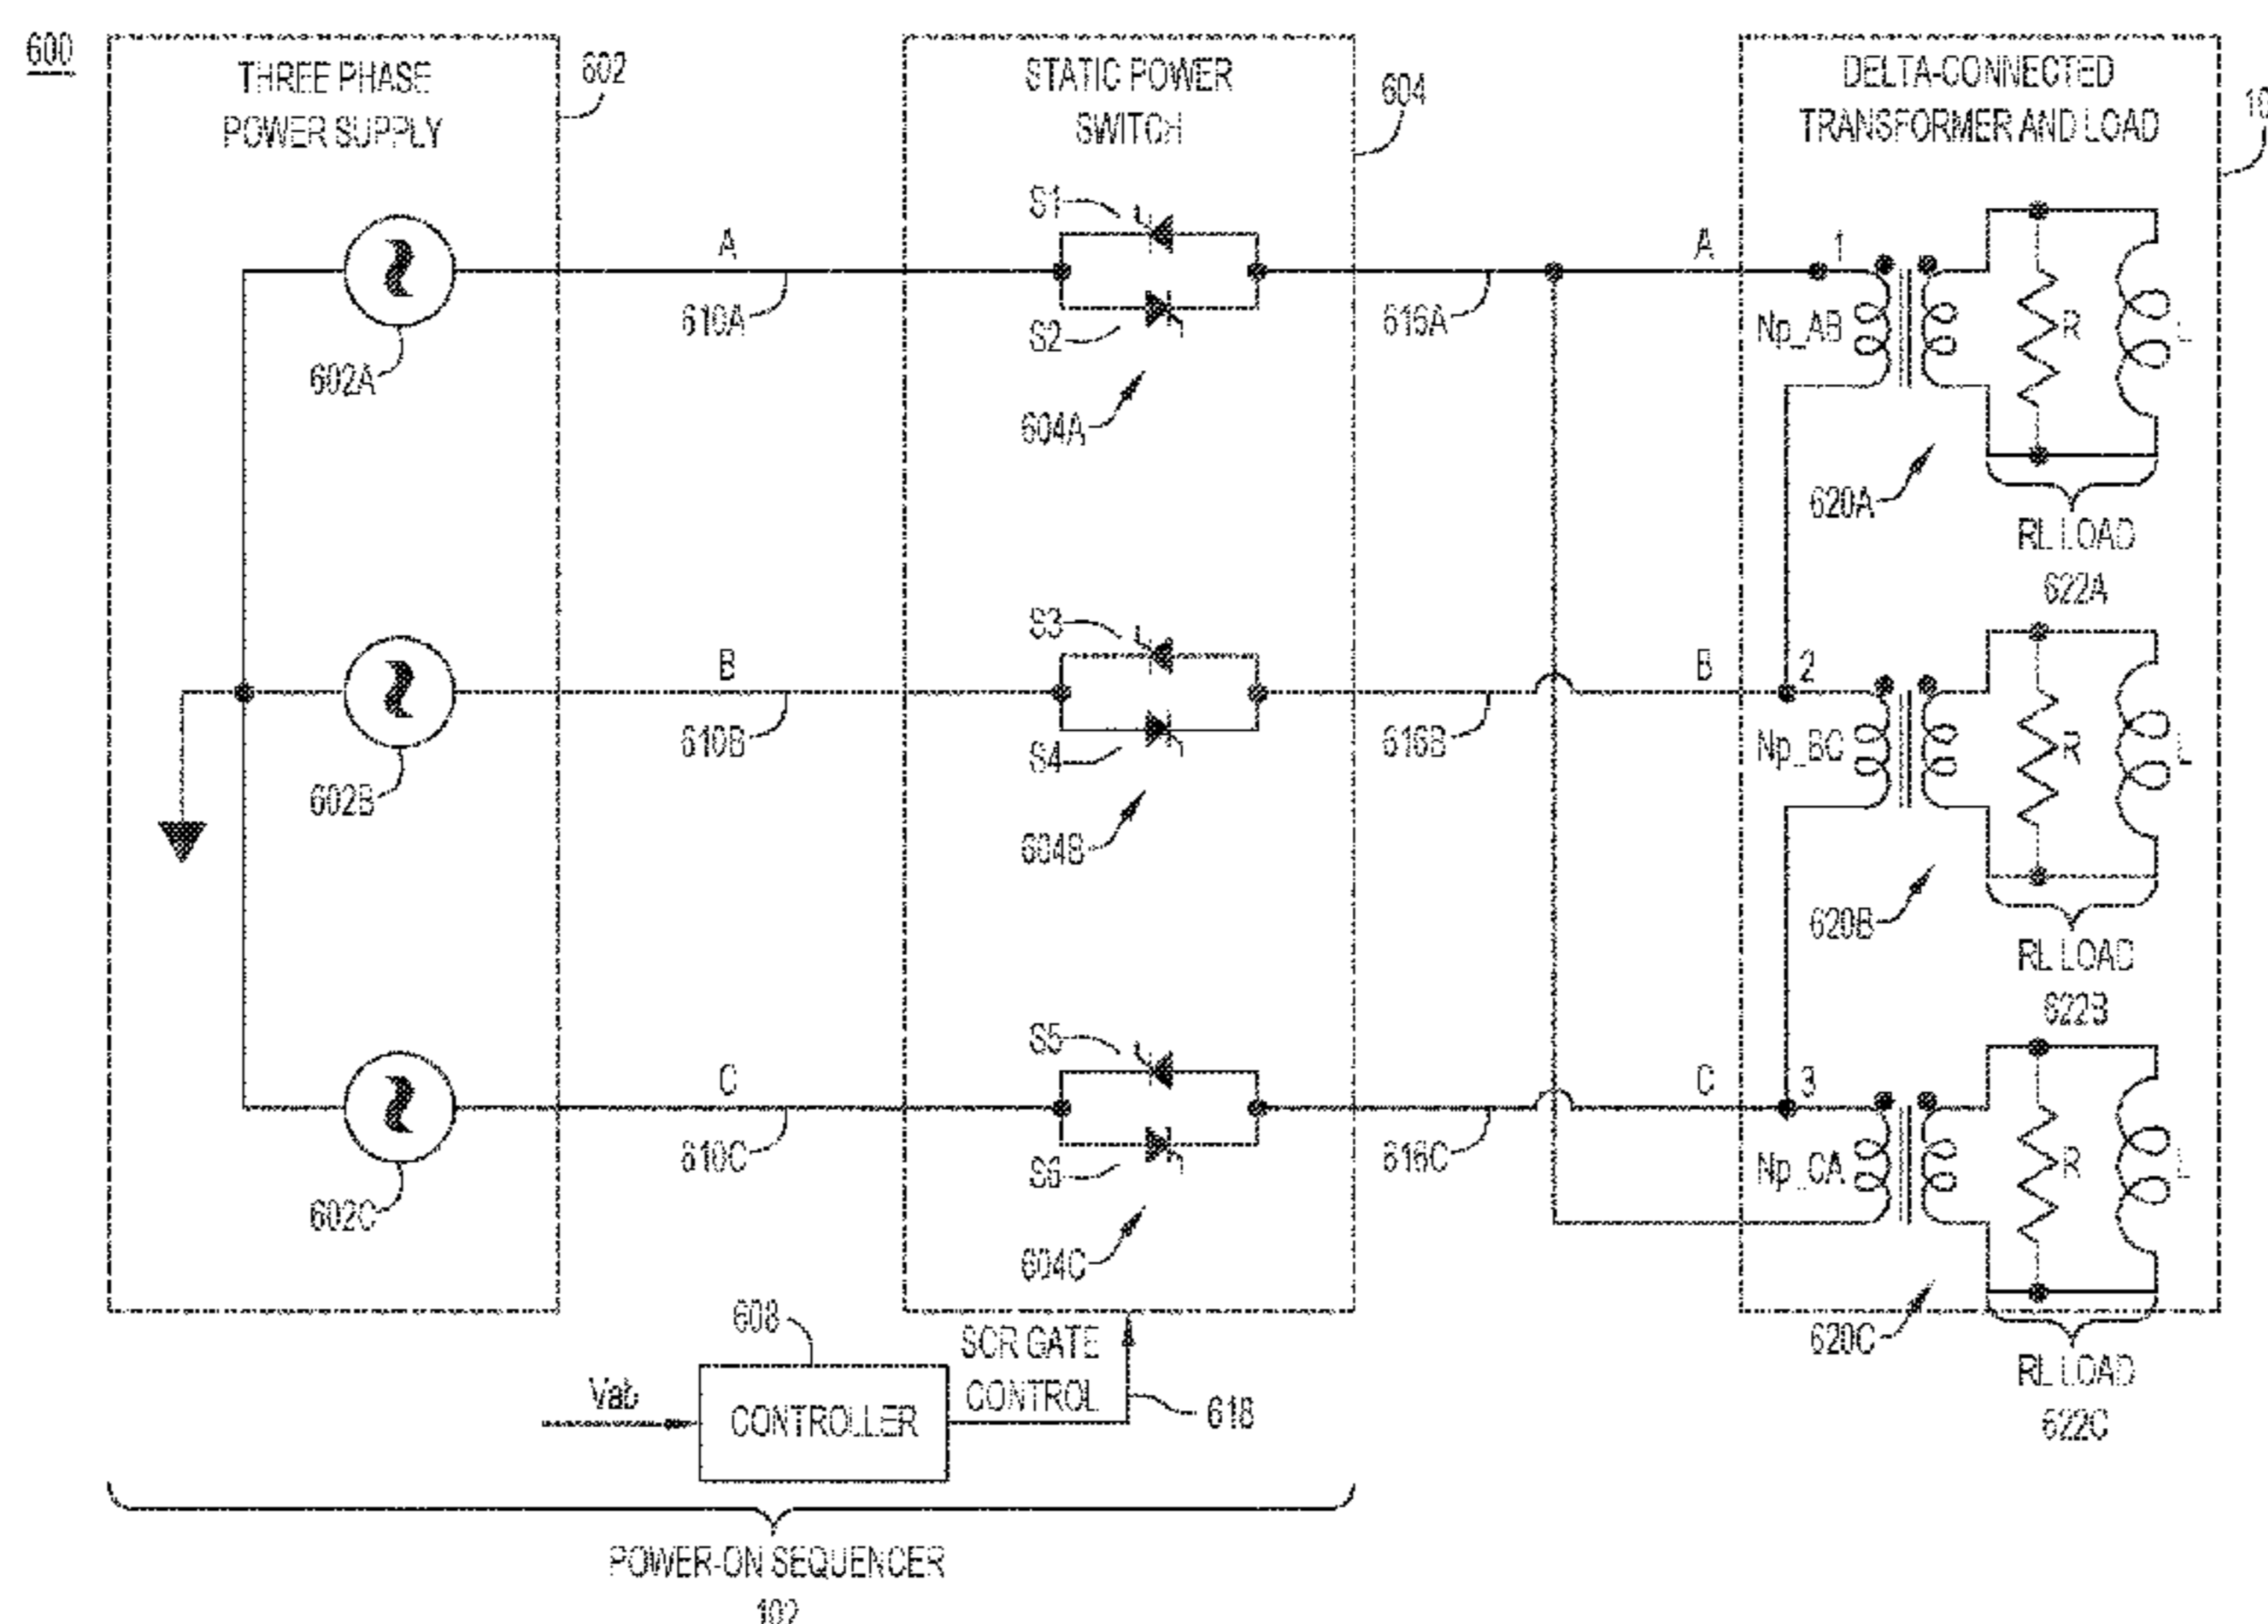 600
THREE PHASE
POWER SUPPLY
602
STATIC POWER
SWITCH
604
DELTA-CONNECTED
TRANSFORMER AND LOAD
602A
A
610A
S1
S2
604A
616A
A
1
Np_AB
R
L
620A
RL LOAD
622A
602B
B
610B
S3
S4
604B
616B
B
2
Np_BC
R
L
620B
RL LOAD
622B
602C
C
610C
S5
S6
604C
616C
C
3
Np_CA
R
L
620C
RL LOAD
622C
608
Vab
CONTROLLER
SCR GATE
CONTROL
618
POWER-ON SEQUENCER
102